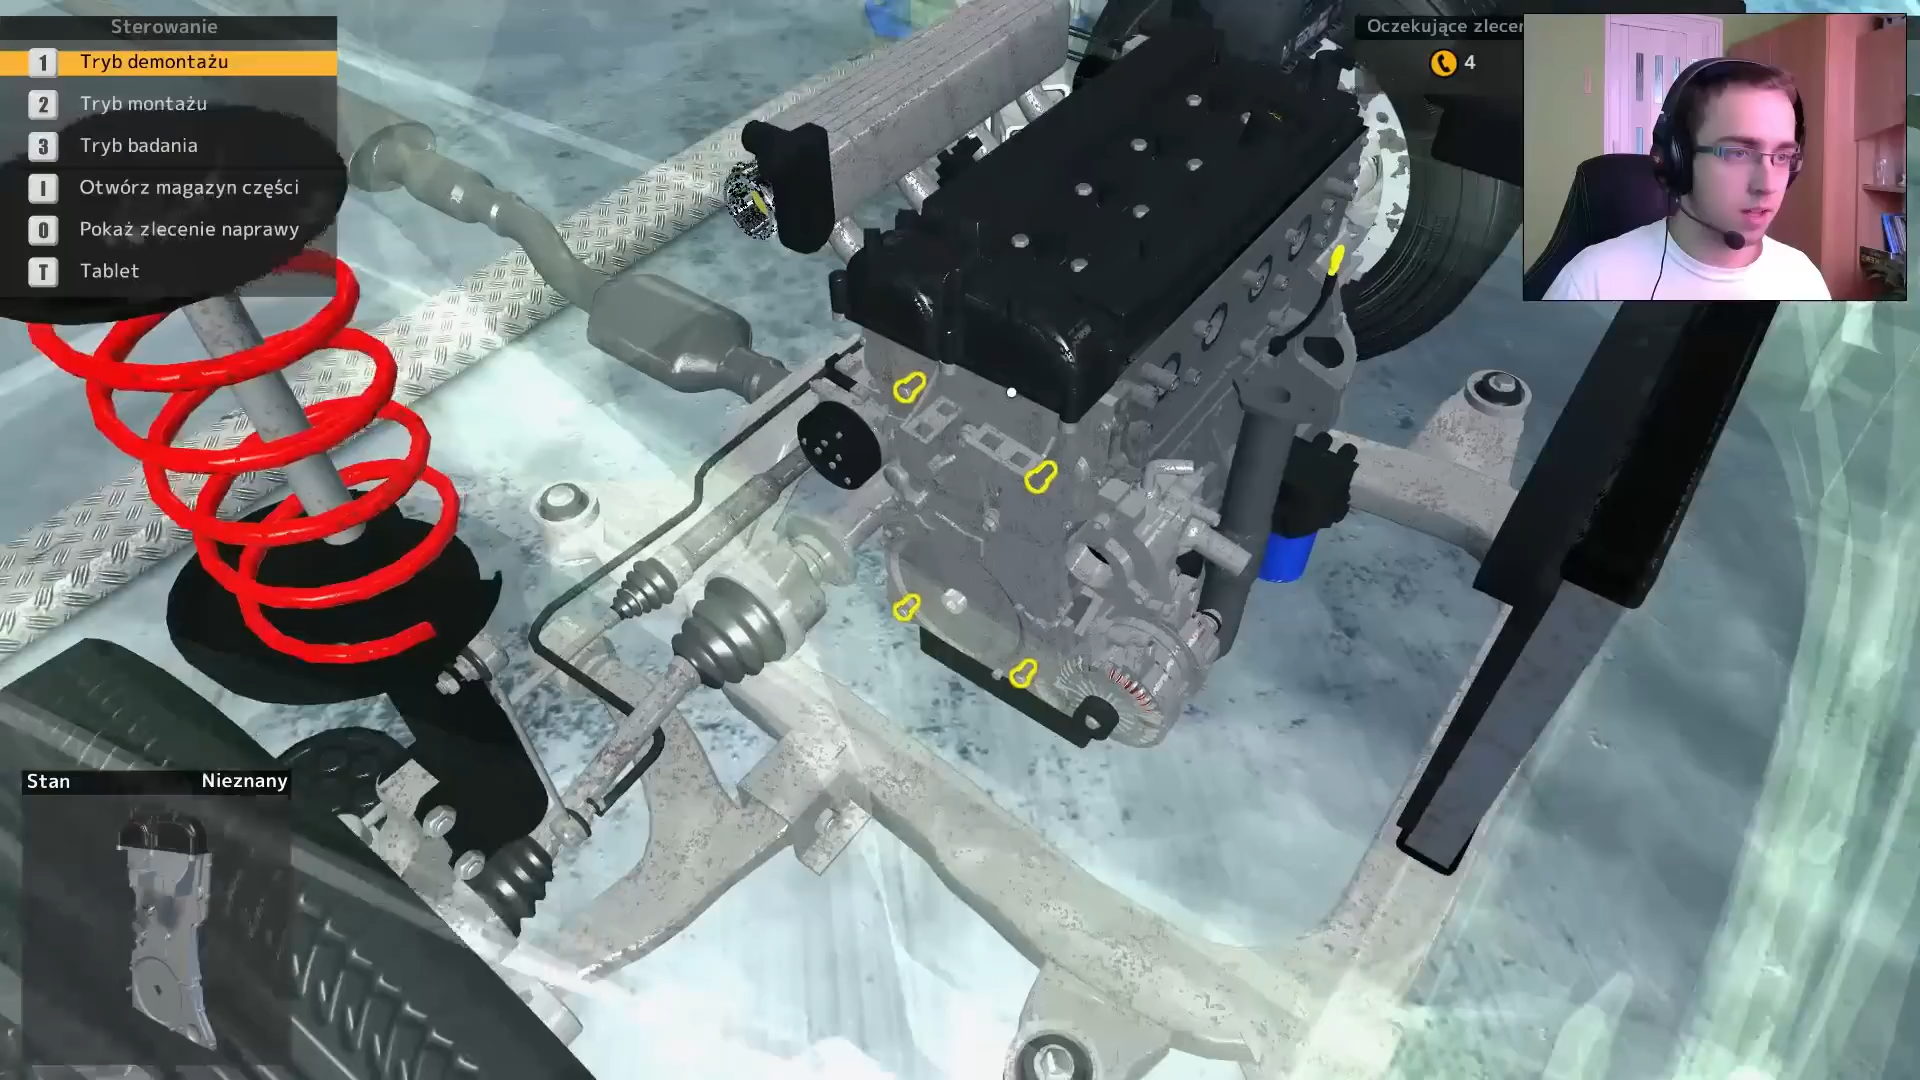 Sterowanie
1 Tryb demontażu
2 Tryb montażu
3 Tryb badania
I Otwórz magazyn części
O Pokaż zlecenie naprawy
T Tablet
Oczekujące zlecen
4
Stan Nieznany